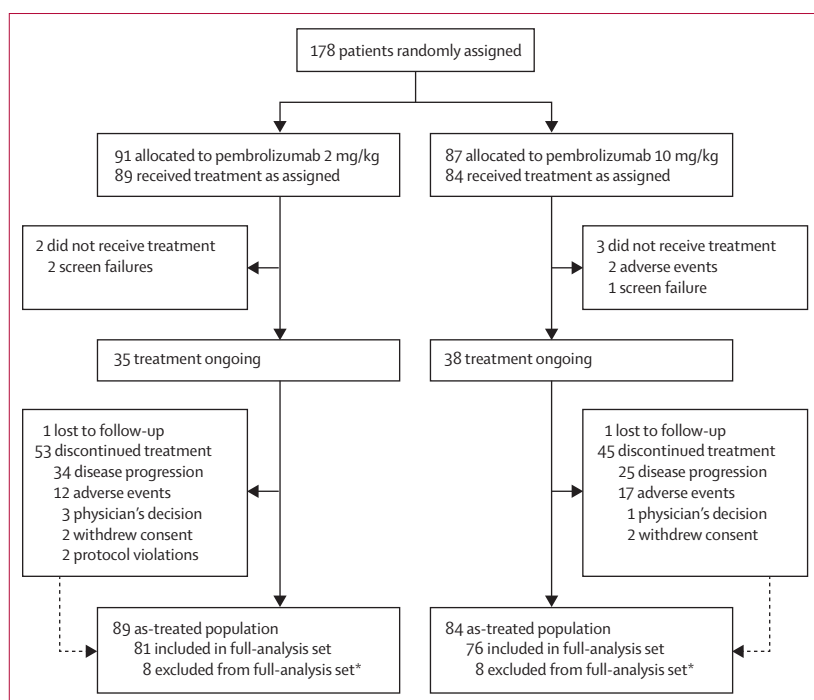 178 patients randomly assigned
91 allocated to pembrolizumab 2 mg/kg
89 received treatment as assigned
87 allocated to pembrolizumab 10 mg/kg
84 received treatment as assigned
2 did not receive treatment
2 screen failures
3 did not receive treatment
2 adverse events
1 screen failure
35 treatment ongoing
38 treatment ongoing
1 lost to follow-up
53 discontinued treatment
34 disease progression
12 adverse events
3 physician's decision
2 withdrew consent
2 protocol violations
1 lost to follow-up
45 discontinued treatment
25 disease progression
17 adverse events
1 physician's decision
2 withdrew consent
89 as-treated population
81 included in full-analysis set
8 excluded from full-analysis set*
84 as-treated population
76 included in full-analysis set
8 excluded from full-analysis set*